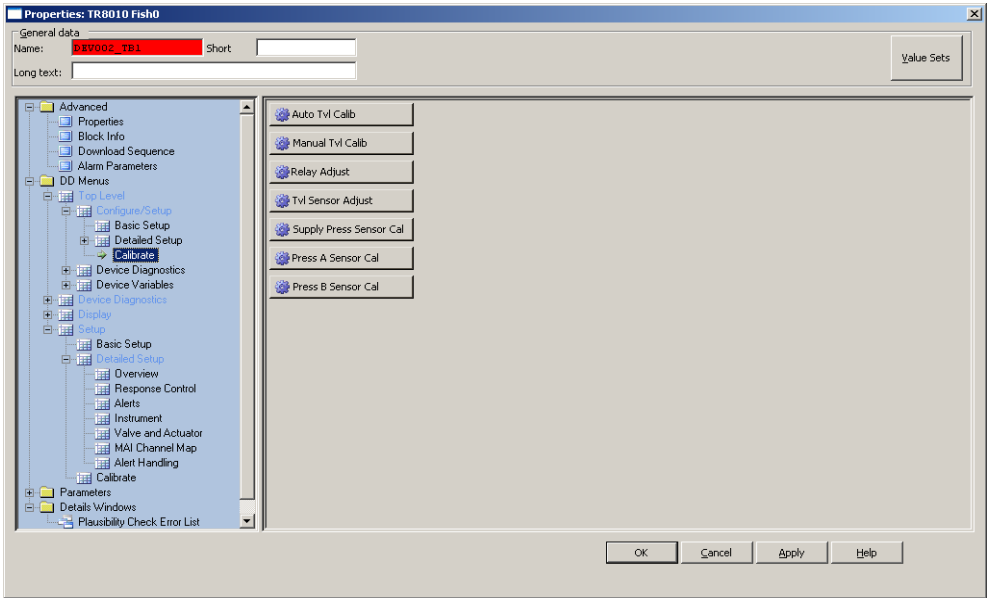 Properties: TR8010 Fish0
General data
Name: DEV002_TB1 Short
Long text:
Value Sets
Advanced
Properties
Block Info
Download Sequence
Alarm Parameters
DD Menus
Top Level
Configure/Setup
Basic Setup
Detailed Setup
Calibrate
Device Diagnostics
Device Variables
Device Diagnostics
Display
Setup
Basic Setup
Detailed Setup
Overview
Response Control
Alerts
Instrument
Valve and Actuator
MAI Channel Map
Alert Handling
Calibrate
Parameters
Details Windows
Plausibility Check Error List
Auto Tvl Calib
Manual Tvl Calib
Relay Adjust
Tvl Sensor Adjust
Supply Press Sensor Cal
Press A Sensor Cal
Press B Sensor Cal
OK Cancel Apply Help